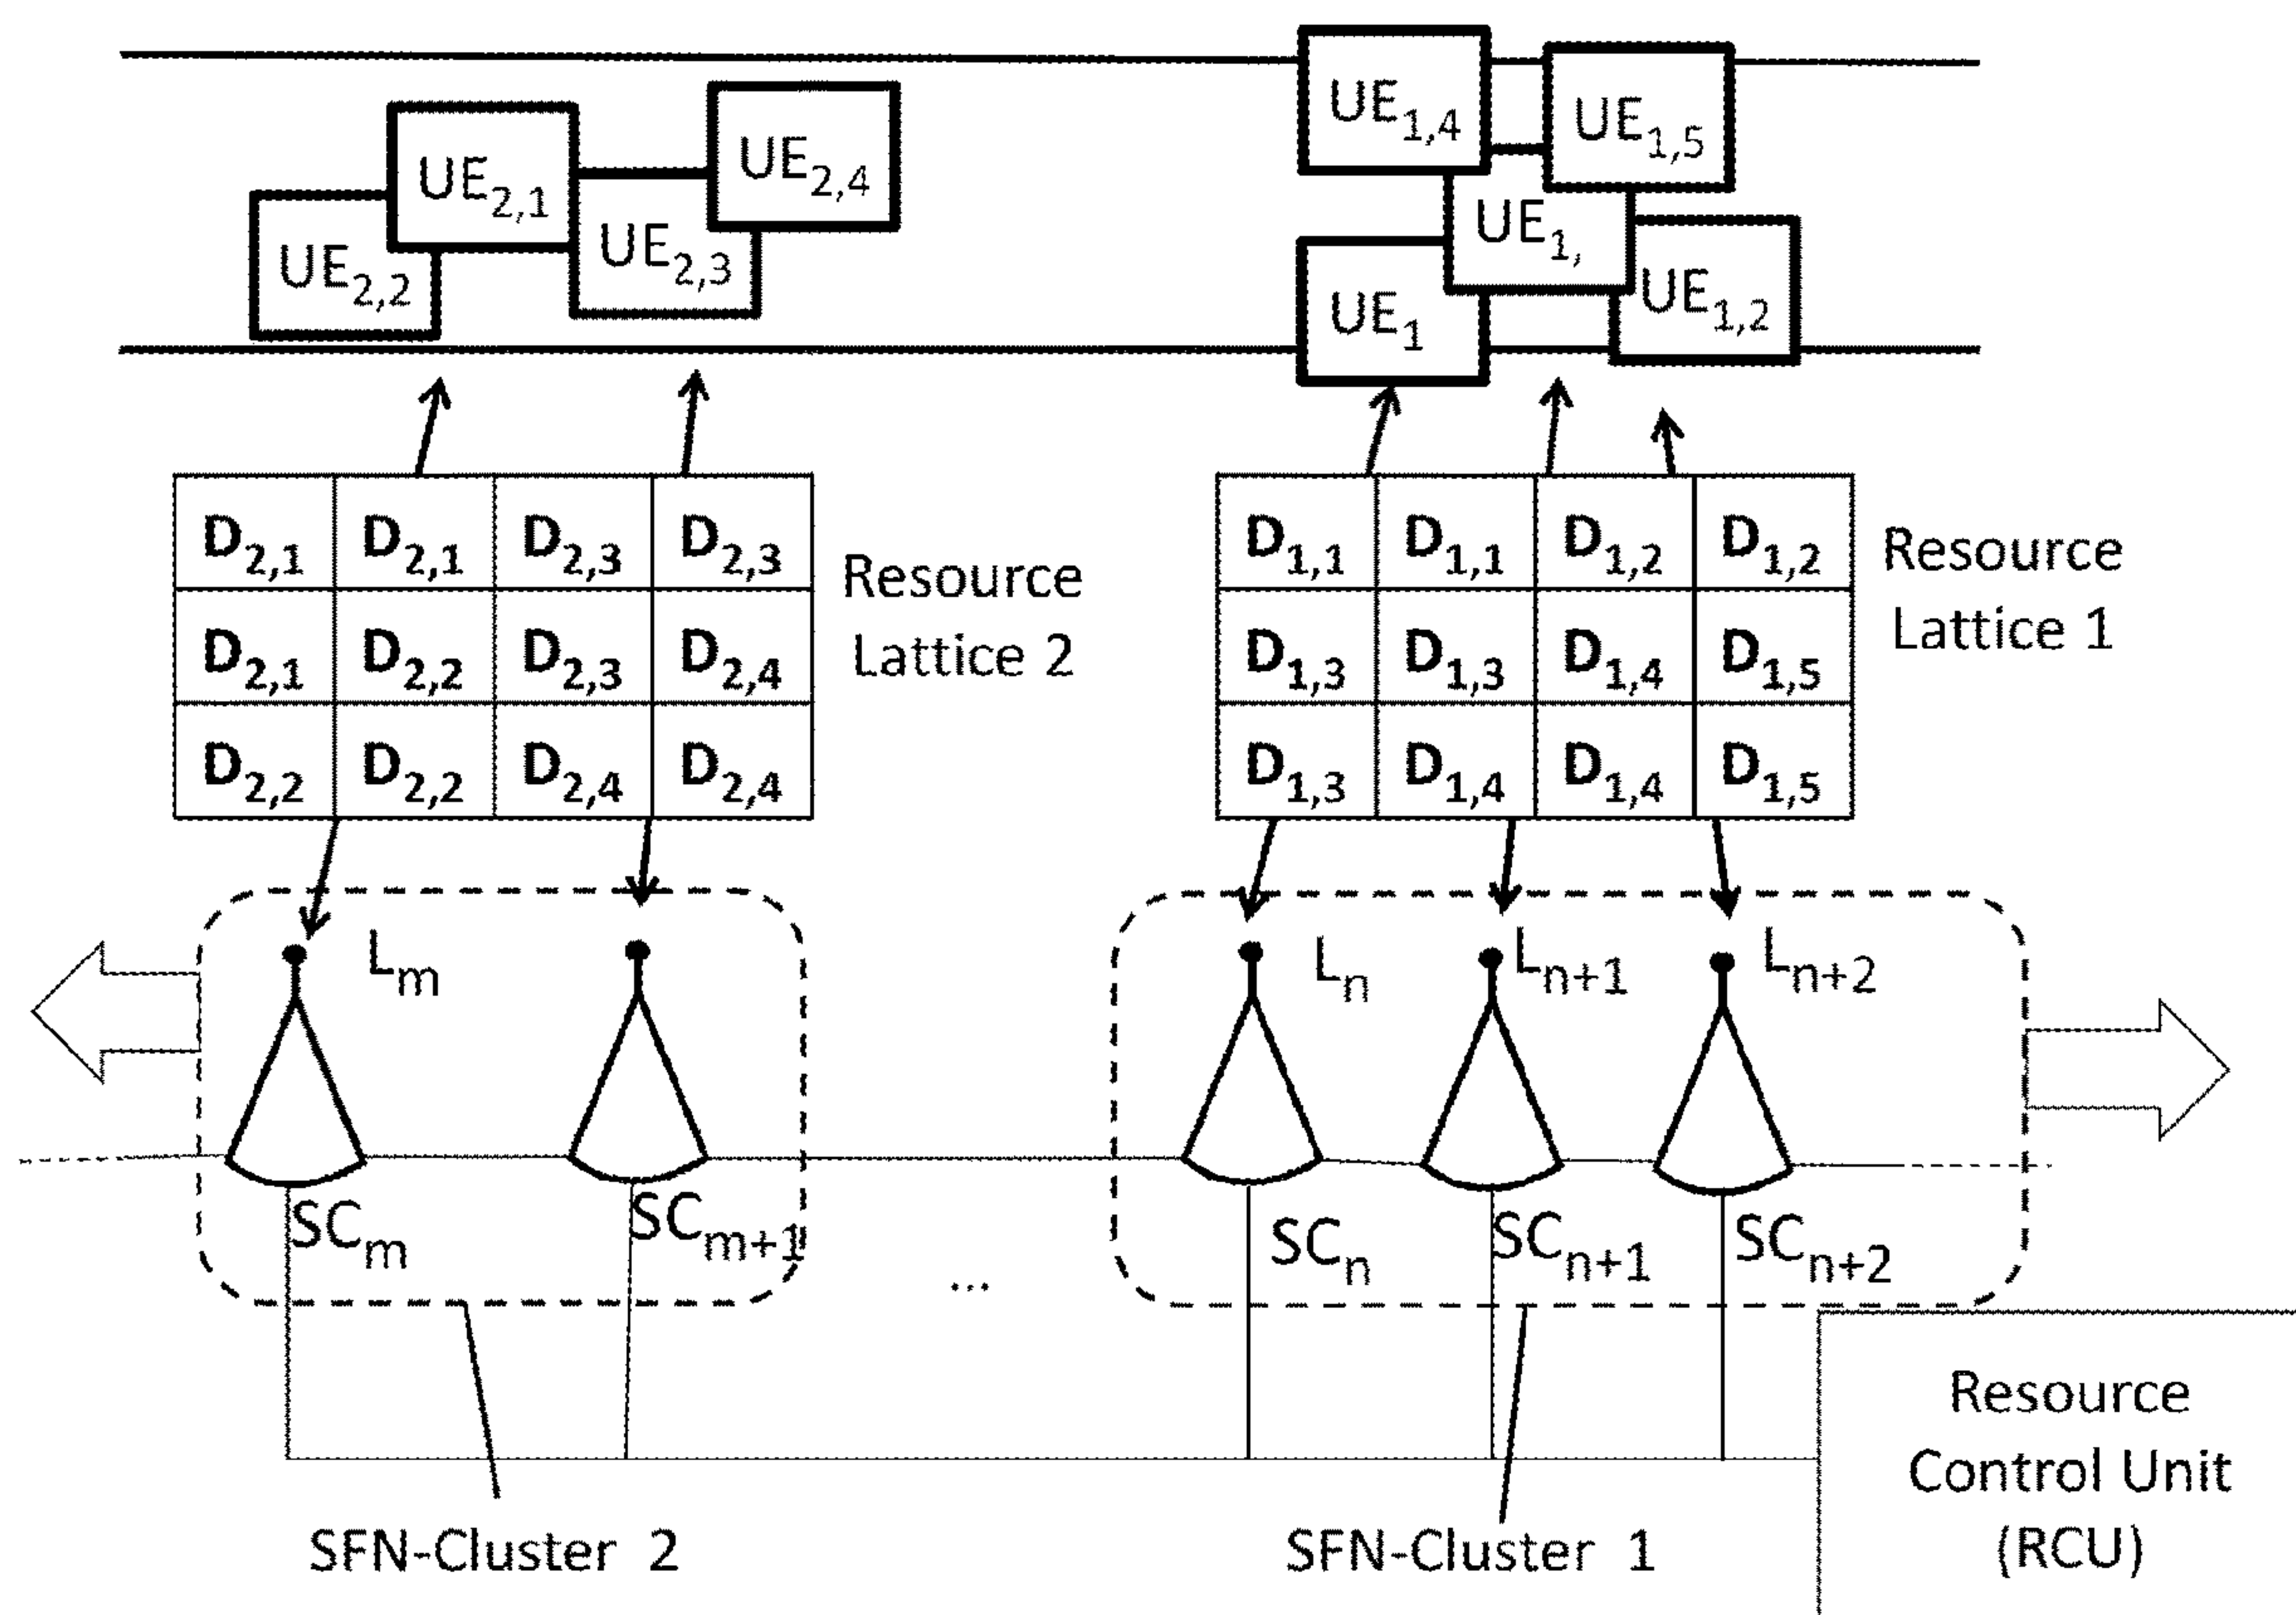 UE1,4
UE1,5
UE2,4
UE2,1
UE1,
UE2,3
UE2,2
UE1,2
UE1
D2,1 D2,1 D2,3 D2,3
D2,1 D2,2 D2,3 D2,4
D2,2 D2,2 D2,4 D2,4
Resource
Lattice 2
D1,1 D1,1 D1,2 D1,2
D1,3 D1,3 D1,4 D1,5
D1,3 D1,4 D1,4 D1,5
Resource
Lattice 1
Lm
Ln
Ln+1
Ln+2
SCm
SCm+1
...
SCn
SCn+1
SCn+2
SFN-Cluster 2
SFN-Cluster 1
Resource
Control Unit
(RCU)